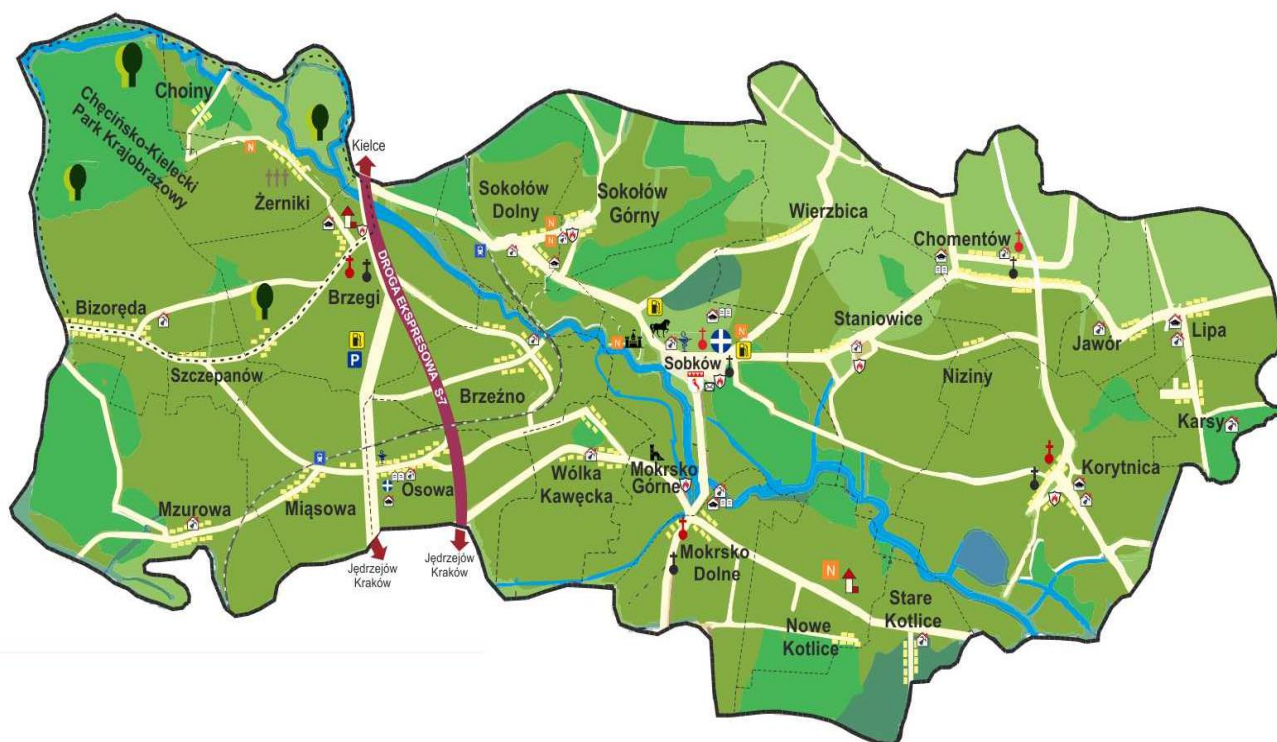 Choiny
Chęcińsko-Kielecki
Park Krajobrazowy
Kielce
N
Żerniki
Sokołów
Dolny
Sokołów
Górny
N
N
Wierzbica
Chomentów
DROGA EKSPRESOWA S-7
Brzegi
Bizoręda
P
Szczepanów
Brzeźno
N
N
Sobków
Staniowice
Niziny
Jawór
Lipa
Karsy
Korytnica
Osowa
Wólka
Kawęcka
Mokrsko
Górne
Mzurowa
Miąsowa
Jędrzejów
Kraków
Jędrzejów
Kraków
Mokrsko
Dolne
N
Stare
Kotlice
Nowe
Kotlice